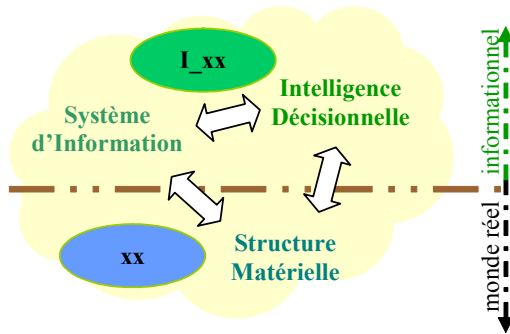 I_xx
Intelligence
Décisionnelle
Système
d'Information
xx
Structure
Matérielle
informationnel
monde réel